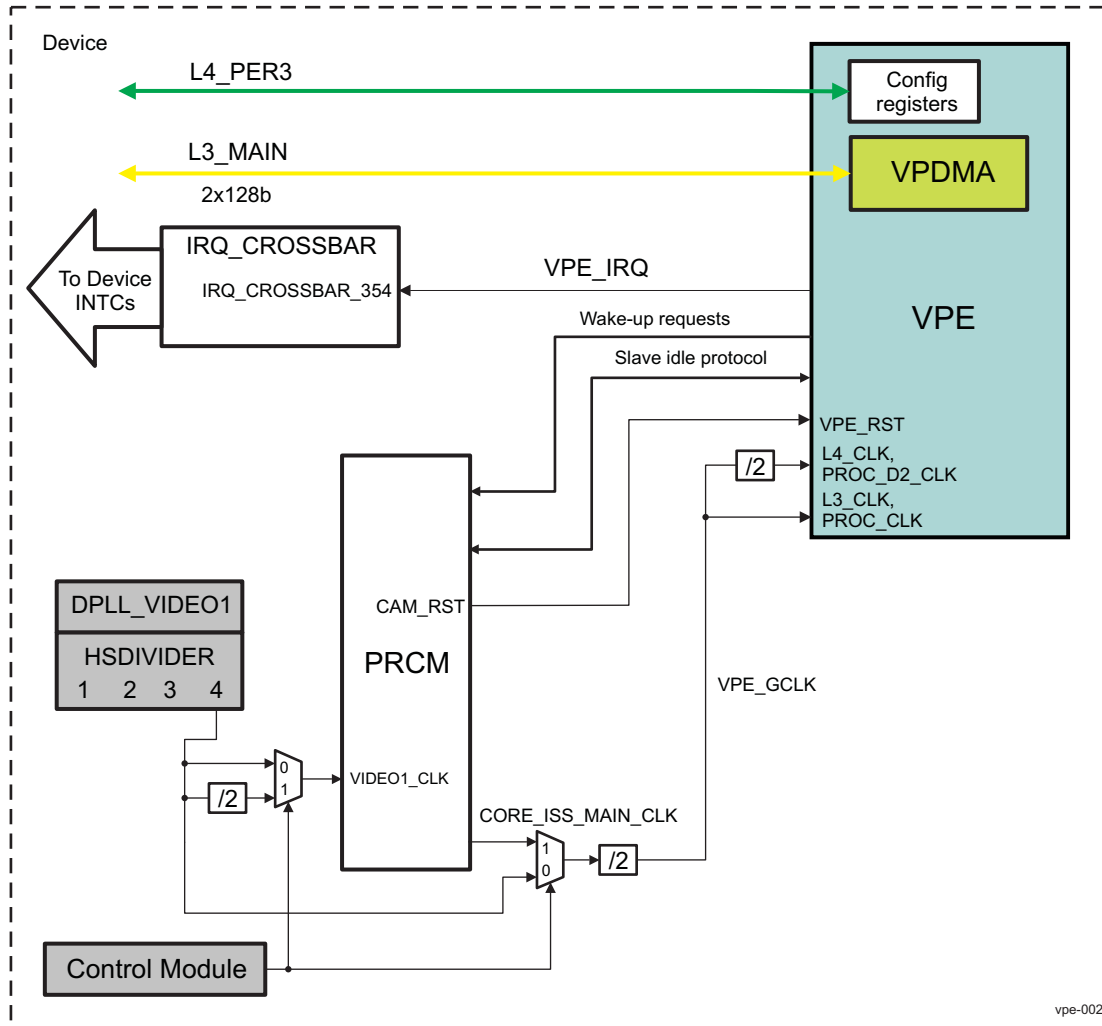 Device
L4_PER3
Config
registers
L3_MAIN
2x128b
VPDMA
IRQ_CROSSBAR
IRQ_CROSSBAR_354
To Device
INTCs
VPE_IRQ
VPE
Wake-up requests
Slave idle protocol
VPE_RST
/2
L4_CLK,
PROC_D2_CLK
L3_CLK,
PROC_CLK
DPLL_VIDEO1
HSDIVIDER
1 2 3 4
CAM_RST
PRCM
VPE_GCLK
0
1
/2
VIDEO1_CLK
CORE_ISS_MAIN_CLK
1
0
/2
Control Module
vpe-002